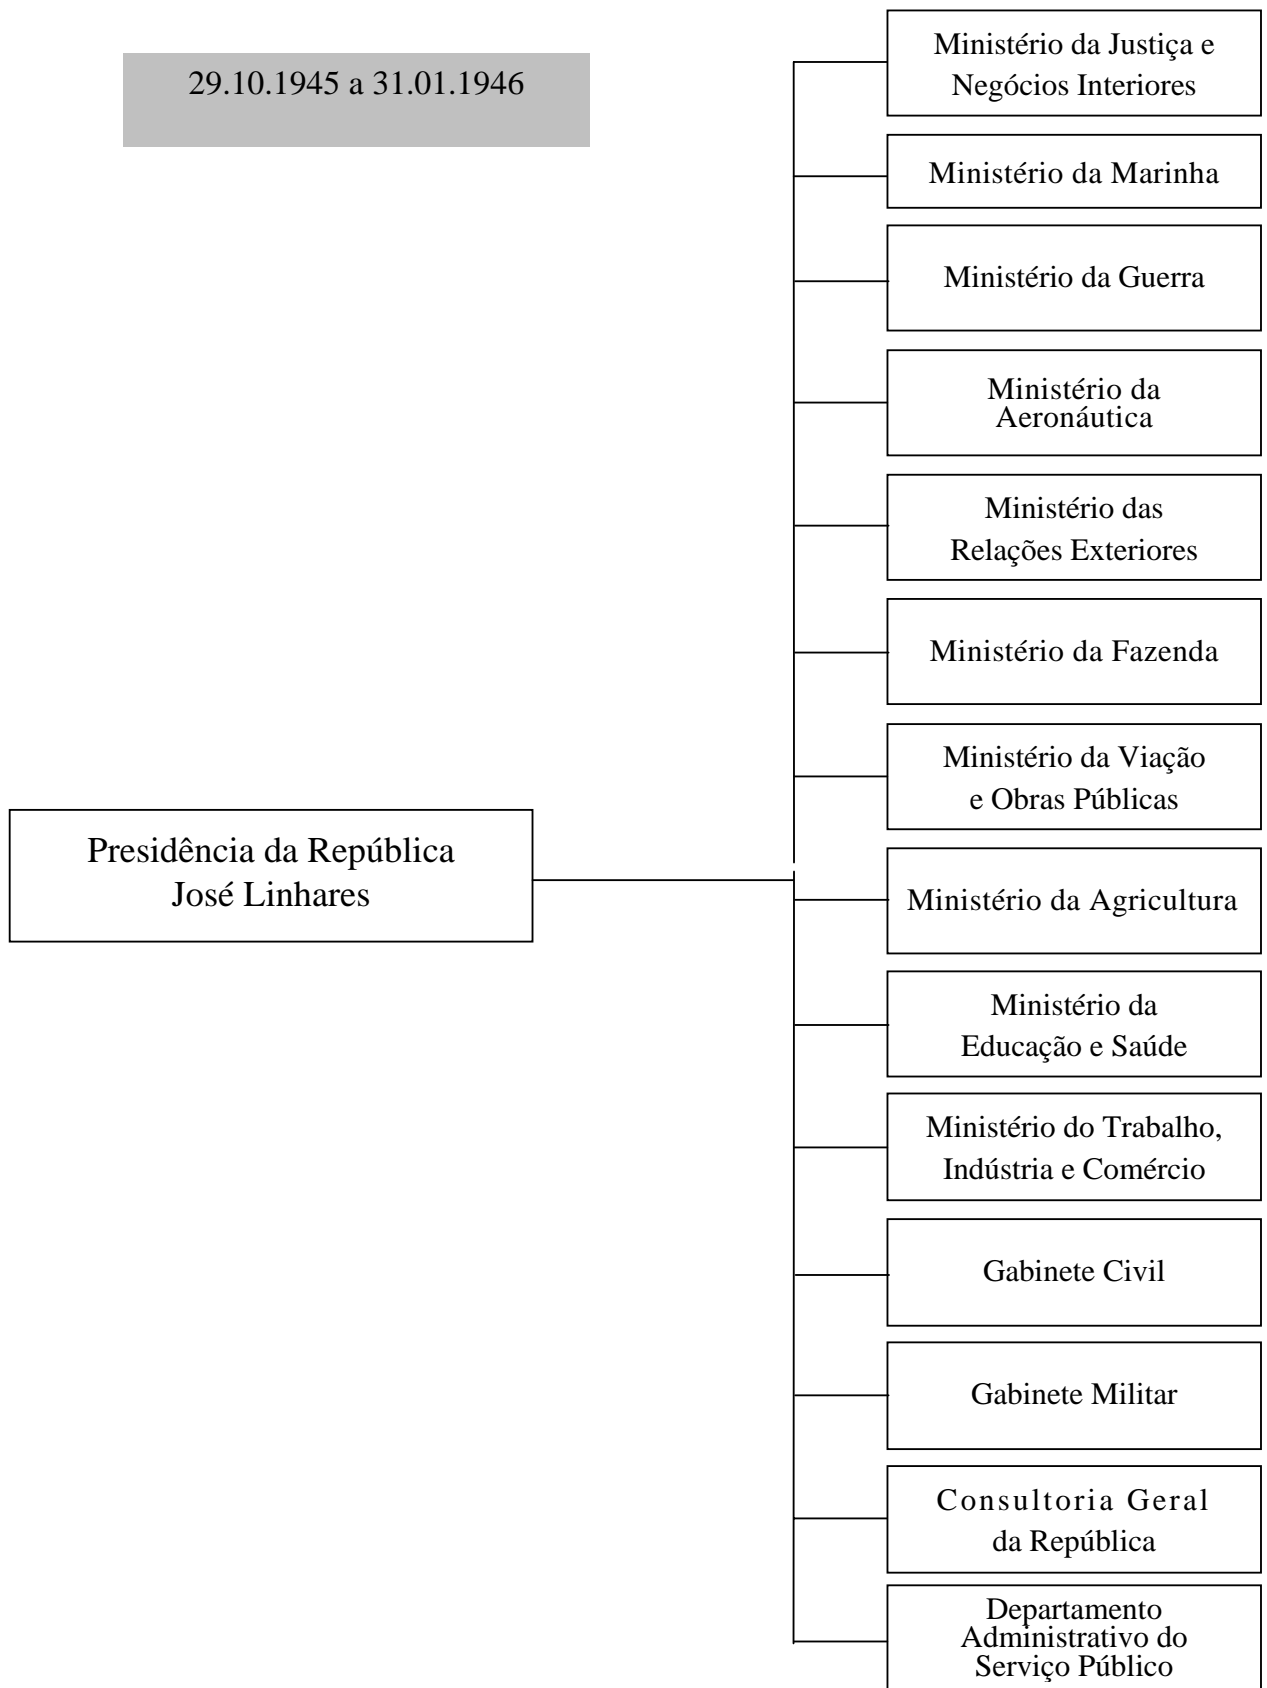 29.10.1945 a 31.01.1946
Presidência da República
José Linhares
Ministério da Justiça e
Negócios Interiores
Ministério da Marinha
Ministério da Guerra
Ministério da
Aeronáutica
Ministério das
Relações Exteriores
Ministério da Fazenda
Ministério da Viação
e Obras Públicas
Ministério da Agricultura
Ministério da
Educação e Saúde
Ministério do Trabalho,
Indústria e Comércio
Gabinete Civil
Gabinete Militar
Consultoria Geral
da República
Departamento
Administrativo do
Serviço Público